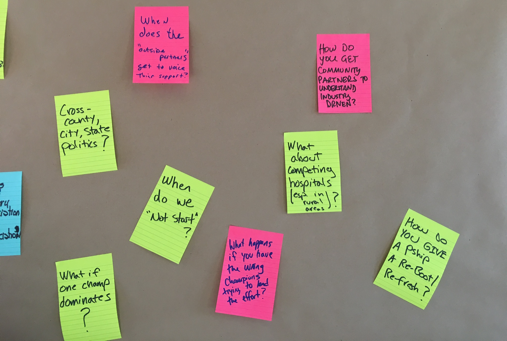 When
does the
"outside partners"
get to voice
their support?
HOW DO
YOU GET
COMMUNITY
PARTNERS TO
UNDERSTAND
INDUSTRY
DRIVEN?
Cross-
county,
city, state
politics?
What
about
competing
hospitals
(esp in
rural
areas)?
When
do we
"Not Start"
?
What happens
if you have
the wrong
champions
trying to lead
the effort?
HOW DO
YOU GIVE
A Pship
A Re-Boot/
Refresh?
What if
one champ
dominates
?